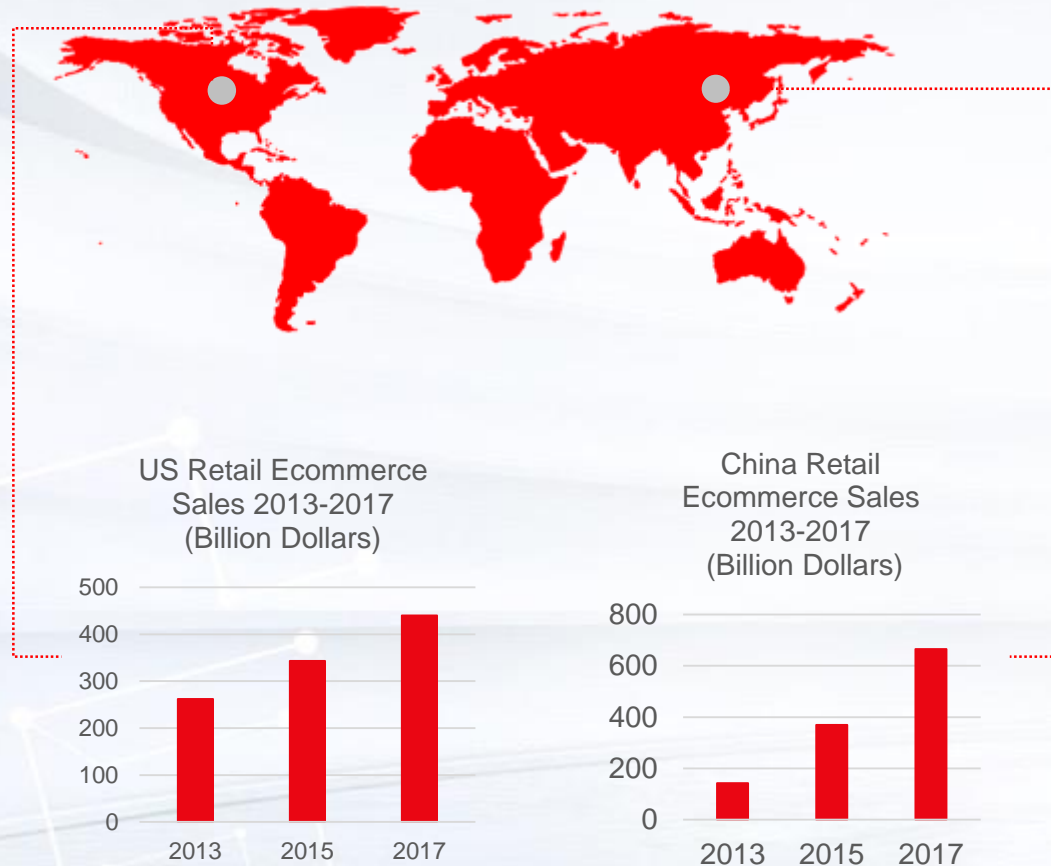 US Retail Ecommerce
Sales 2013-2017
(Billion Dollars)
500
400
300
200
100
0
2013 2015 2017
China Retail
Ecommerce Sales
2013-2017
(Billion Dollars)
800
600
400
200
0
2013 2015 2017